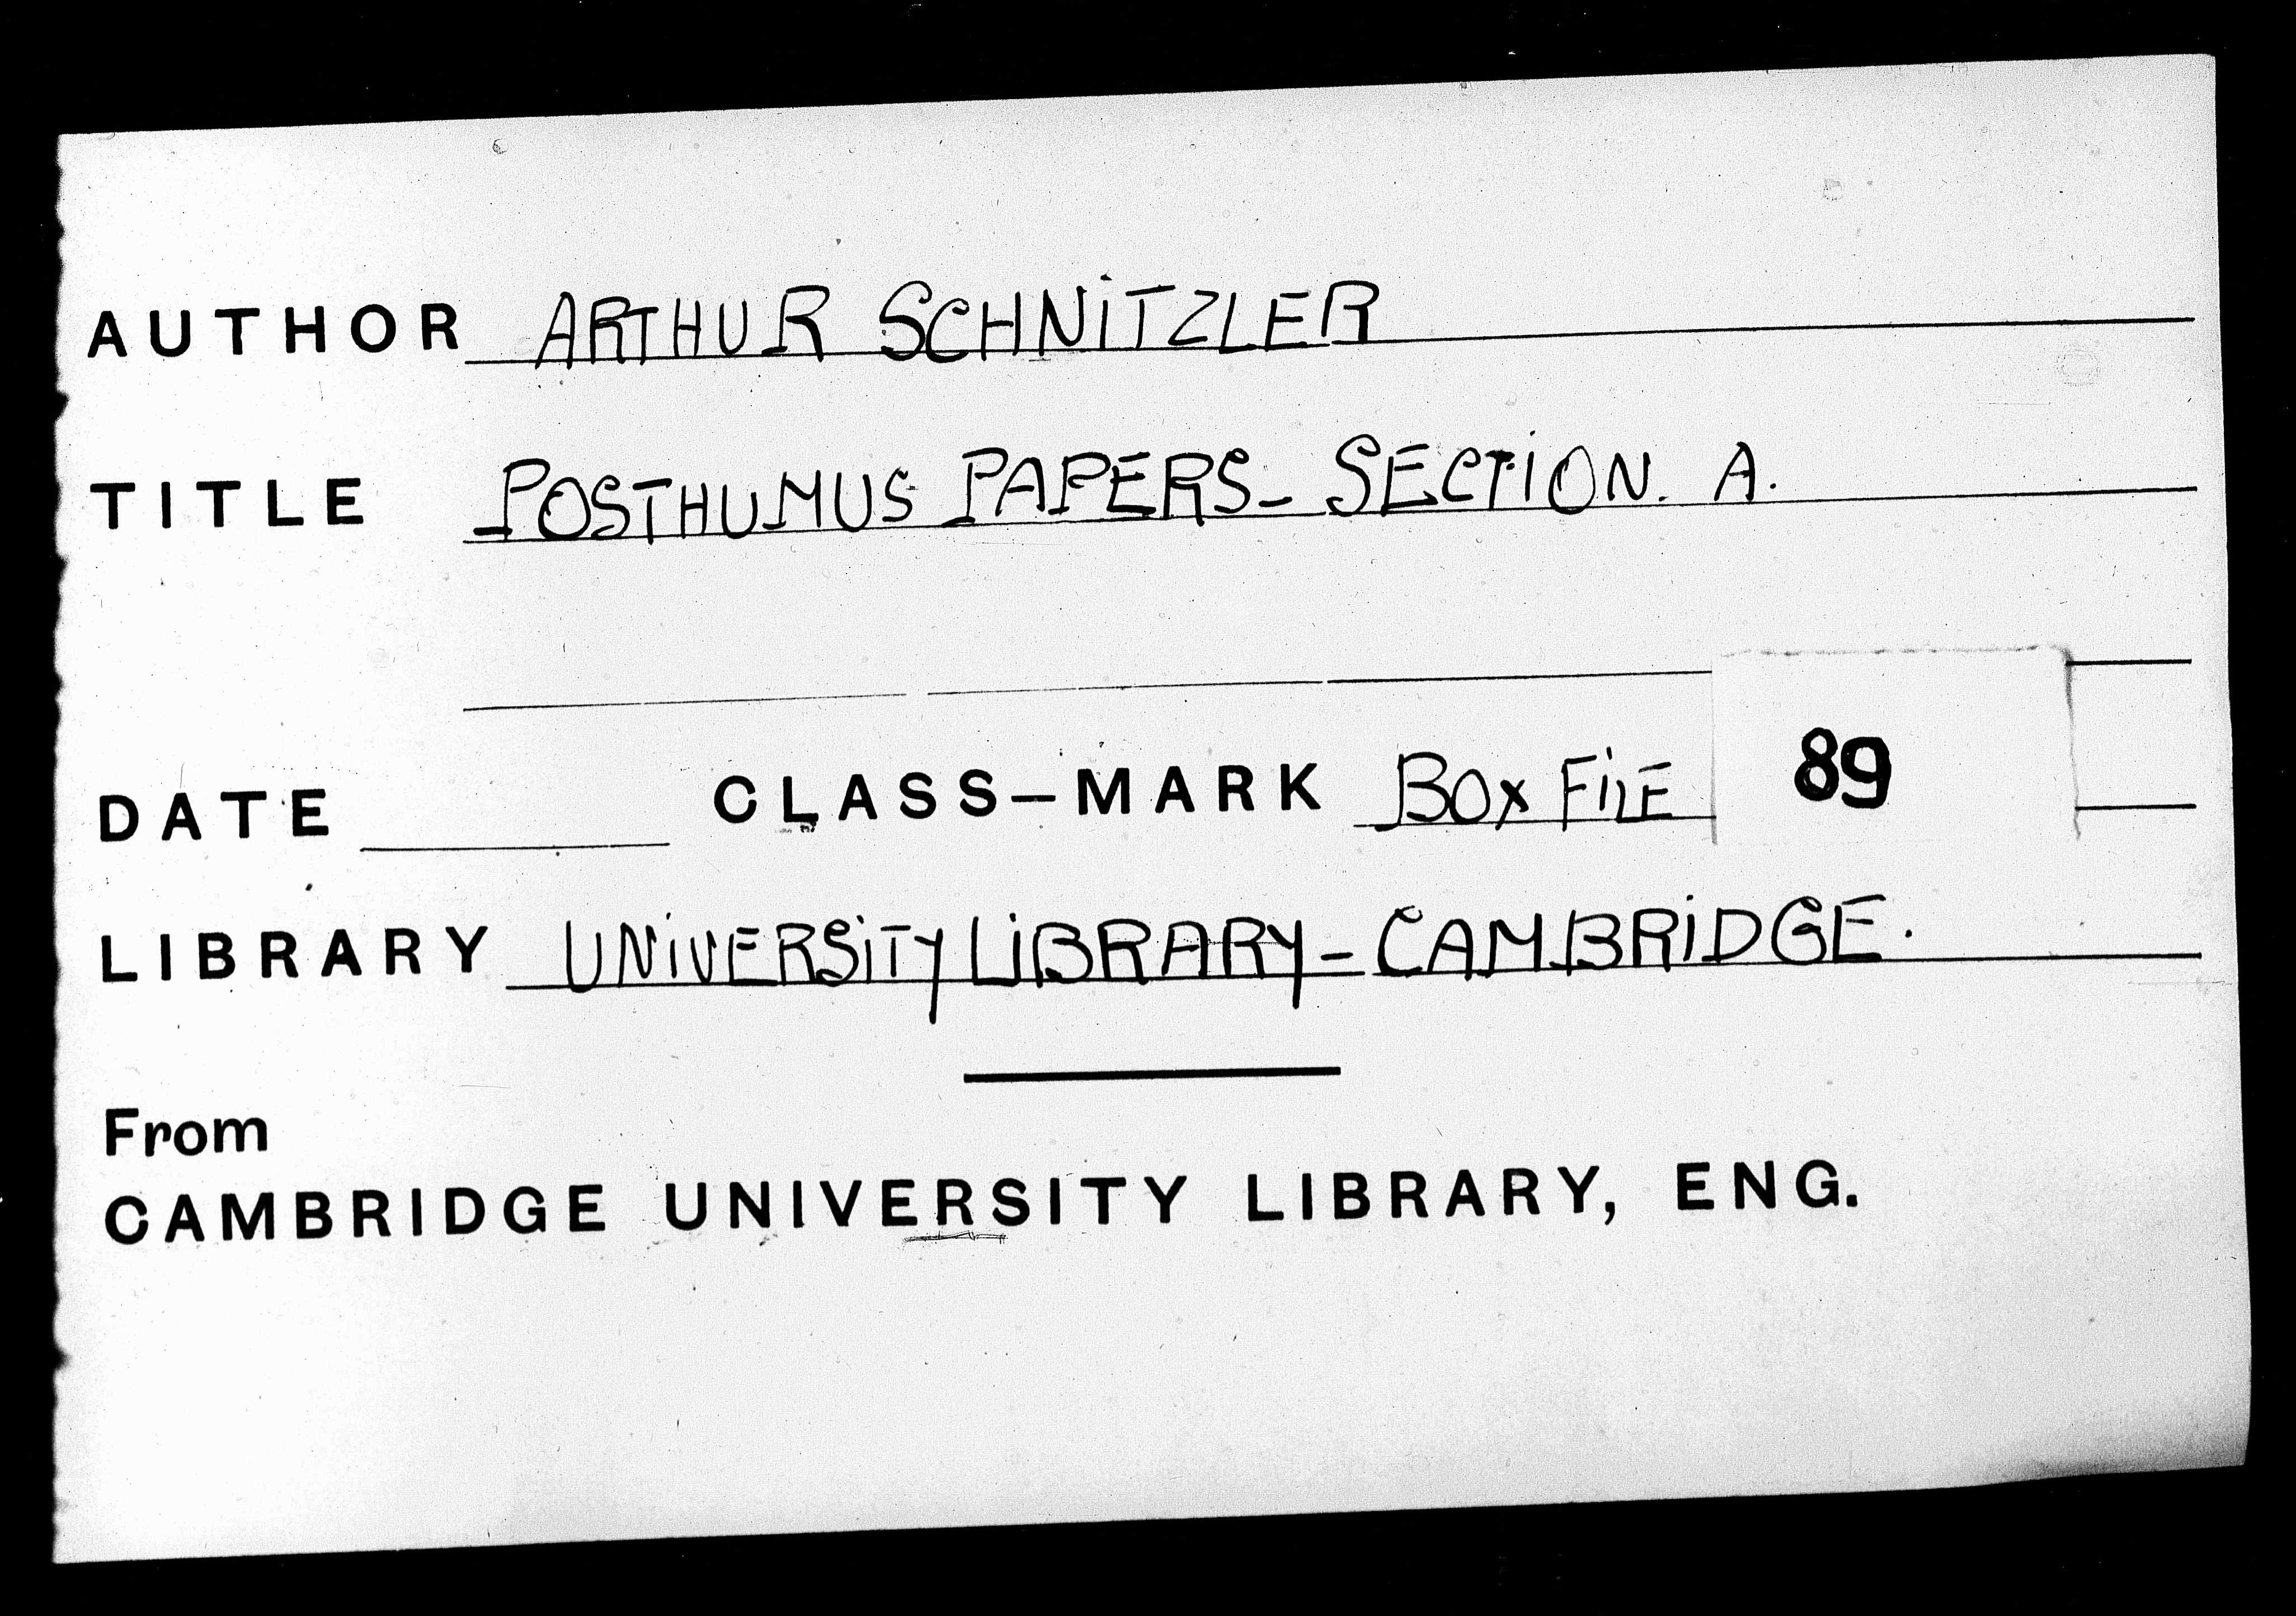 AUTHOR ARTHUR SCHNITZLER
TITLE POSTHUMUS PAPERS- SECTION. A.
DATE CLASS-MARK BOX FILE 89
LIBRARY UNIVERSITY LIBRARY - CAMBRIDGE.
From
CAMBRIDGE UNIVERSITY LIBRARY, ENG.